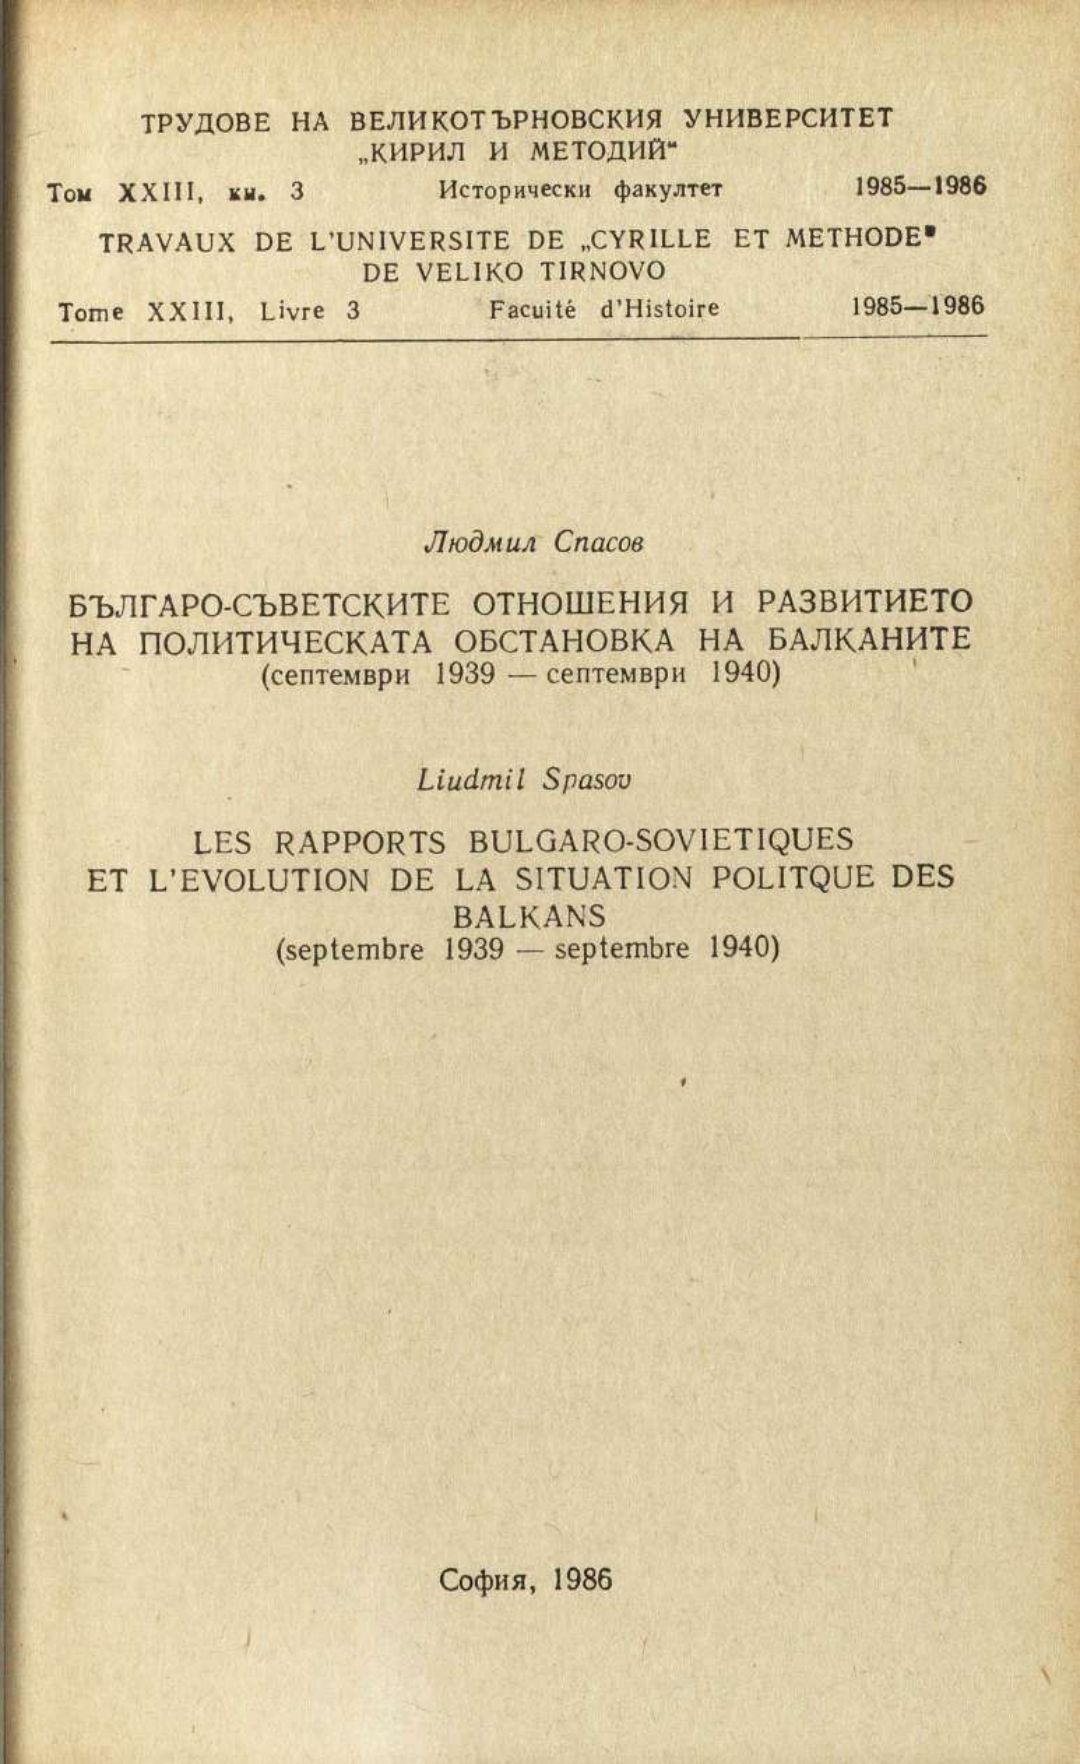 ТРУДОВЕ НА ВЕЛИКОТЪРНОВСКИЯ УНИВЕРСИТЕТ
„КИРИЛ И МЕТОДИЙ“
Том XXIII, кн. 3 Исторически факултет 1985—1986
TRAVAUX DE L'UNIVERSITE DE „CYRILLE ET METHODE"
DE VELIKO TIRNOVO
Tome XXIII, Livre 3 Facuité d'Histoire 1985—1986
Людмил Спасов
БЪЛГАРО-СЪВЕТСКИТЕ ОТНОШЕНИЯ И РАЗВИТИЕТО
НА ПОЛИТИЧЕСКАТА ОБСТАНОВКА НА БАЛКАНИТЕ
(септември 1939 — септември 1940)
Liudmil Spasov
LES RAPPORTS BULGARO-SOVIETIQUES
ET L'EVOLUTION DE LA SITUATION POLITQUE DES
BALKANS
(septembre 1939 — septembre 1940)
София, 1986